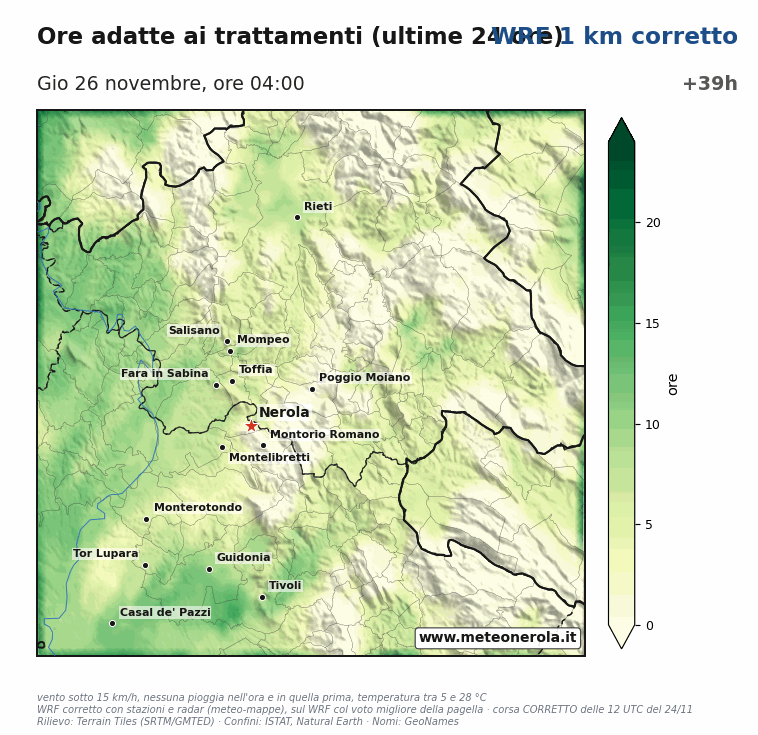 Ore adatte ai trattamenti (ultime 24 ore)
WRF 1 km corretto
Gio 26 novembre, ore 04:00
+39h
Rieti
Salisano
Mompeo
Toffia
Fara in Sabina
Poggio Moiano
Nerola
Montorio Romano
Montelibretti
Monterotondo
Tor Lupara
Guidonia
Tivoli
Casal de' Pazzi
www.meteonerola.it
20
15
10
5
0
ore
vento sotto 15 km/h, nessuna pioggia nell'ora e in quella prima, temperatura tra 5 e 28 °C
WRF corretto con stazioni e radar (meteo-mappe), sul WRF col voto migliore della pagella · corsa CORRETTO delle 12 UTC del 24/11
Rilievo: Terrain Tiles (SRTM/GMTED) · Confini: ISTAT, Natural Earth · Nomi: GeoNames